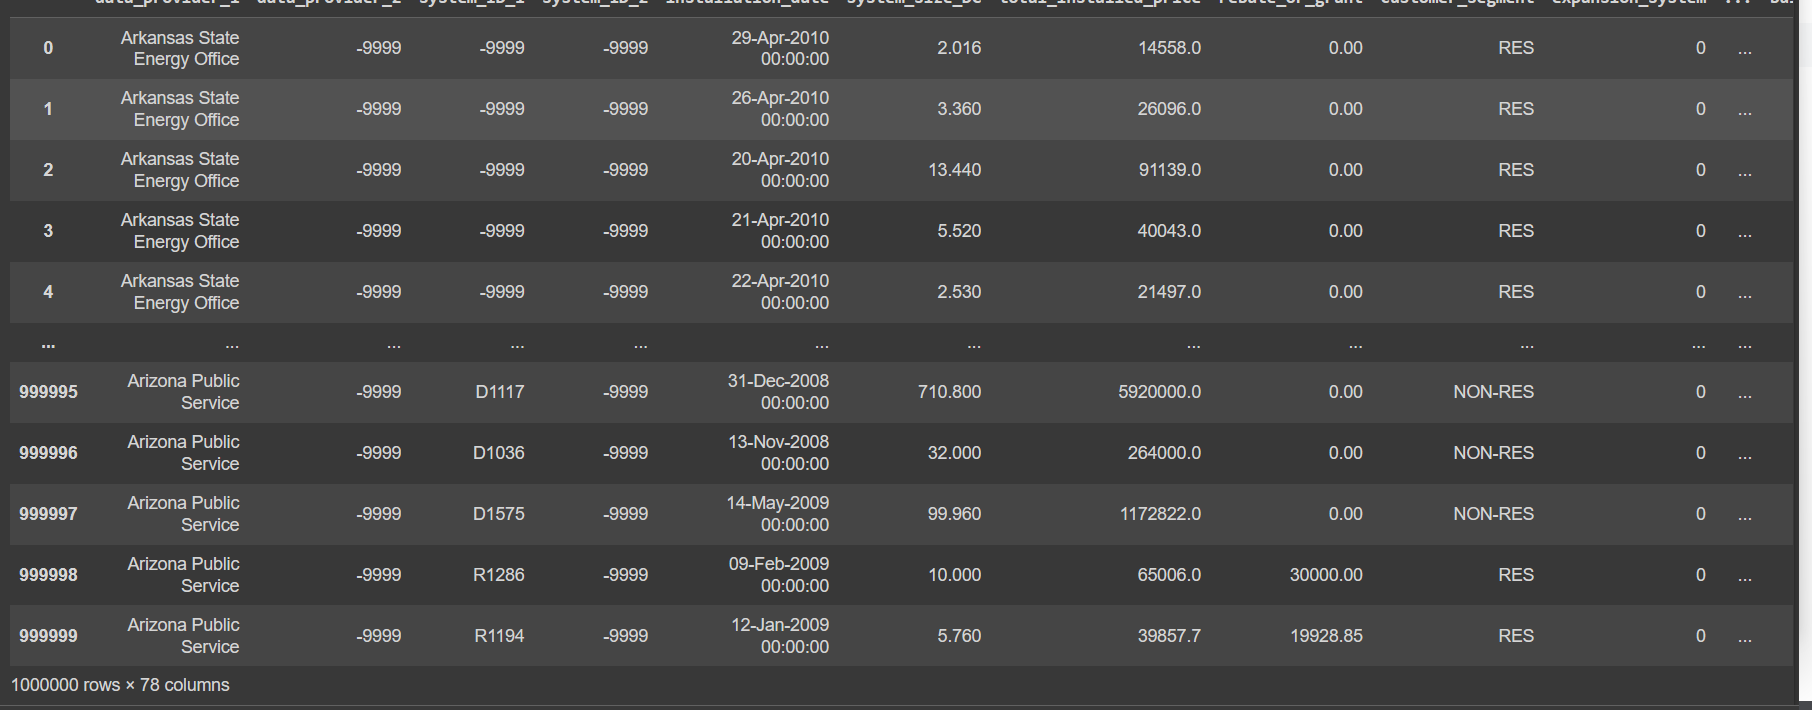 data_provider_1 data_provider_2 system_ID_1 system_ID_2 installation_date system_size_DC total_installed_price rebate_or_grant customer_segment expansion_system ...
0 Arkansas State Energy Office -9999 -9999 -9999 29-Apr-2010 00:00:00 2.016 14558.0 0.00 RES 0 ...
1 Arkansas State Energy Office -9999 -9999 -9999 26-Apr-2010 00:00:00 3.360 26096.0 0.00 RES 0 ...
2 Arkansas State Energy Office -9999 -9999 -9999 20-Apr-2010 00:00:00 13.440 91139.0 0.00 RES 0 ...
3 Arkansas State Energy Office -9999 -9999 -9999 21-Apr-2010 00:00:00 5.520 40043.0 0.00 RES 0 ...
4 Arkansas State Energy Office -9999 -9999 -9999 22-Apr-2010 00:00:00 2.530 21497.0 0.00 RES 0 ...
... ... ... ... ... ... ... ... ... ... ... ...
999995 Arizona Public Service -9999 D1117 -9999 31-Dec-2008 00:00:00 710.800 5920000.0 0.00 NON-RES 0 ...
999996 Arizona Public Service -9999 D1036 -9999 13-Nov-2008 00:00:00 32.000 264000.0 0.00 NON-RES 0 ...
999997 Arizona Public Service -9999 D1575 -9999 14-May-2009 00:00:00 99.960 1172822.0 0.00 NON-RES 0 ...
999998 Arizona Public Service -9999 R1286 -9999 09-Feb-2009 00:00:00 10.000 65006.0 30000.00 RES 0 ...
999999 Arizona Public Service -9999 R1194 -9999 12-Jan-2009 00:00:00 5.760 39857.7 19928.85 RES 0 ...
1000000 rows × 78 columns